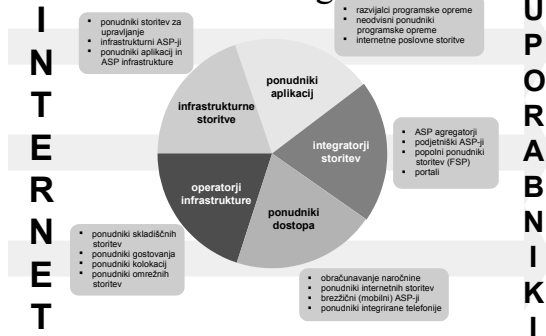 INTERNET
ponudniki storitev za
upravljanje
infrastrukturni ASP-ji
ponudniki aplikacij in
ASP infrastrukture
razvijalci programske opreme
neodvisni ponudniki
programske opreme
internetne poslovne storitve
ponudniki
aplikacij
infrastrukturne
storitve
integratorji
storitev
ASP agregatorji
podjetniški ASP-ji
popolni ponudniki
storitev (FSP)
portali
operatorji
infrastrukture
ponudniki
dostopa
ponudniki skladiščnih
storitev
ponudniki gostovanja
ponudniki kolokacij
ponudniki omrežnih
storitev
obračunavanje naročnine
ponudniki internetnih storitev
brezžični (mobilni) ASP-ji
ponudniki integrirane telefonije
UPORABNIKI